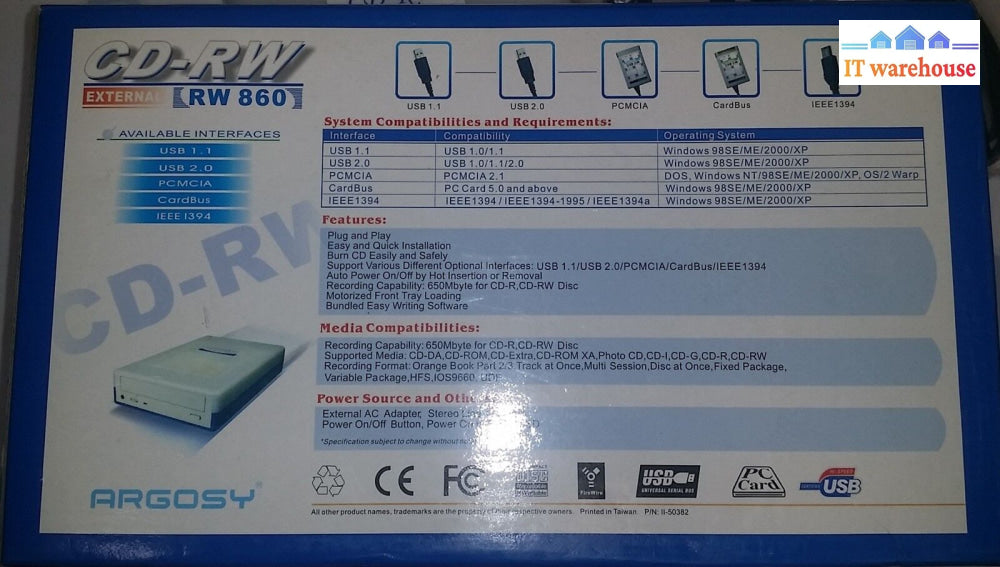 IT warehouse
CD-RW
EXTERNAL RW 860
USB 1.1 USB 2.0 PCMCIA CardBus IEEE1394
AVAILABLE INTERFACES
USB 1.1
USB 2.0
PCMCIA
CardBus
IEEE 1394
System Compatibilities and Requirements:
Interface Compatibility Operating System
USB 1.1 USB 1.0/1.1 Windows 98SE/ME/2000/XP
USB 2.0 USB 1.0/1.1/2.0 Windows 98SE/ME/2000/XP
PCMCIA PCMCIA 2.1 DOS, Windows NT/98SE/ME/2000/XP, OS/2 Warp
CardBus PC Card 5.0 and above Windows 98SE/ME/2000/XP
IEEE1394 IEEE1394 / IEEE1394-1995 / IEEE1394a Windows 98SE/ME/2000/XP
Features:
Plug and Play
Easy and Quick Installation
Burn CD Easily and Safely
Support Various Different Optional Interfaces: USB 1.1/USB 2.0/PCMCIA/CardBus/IEEE1394
Auto Power On/Off by Hot Insertion or Removal
Recording Capability: 650Mbyte for CD-R,CD-RW Disc
Motorized Front Tray Loading
Bundled Easy Writing Software
CD-RW
Media Compatibilities:
Recording Capability: 650Mbyte for CD-R,CD-RW Disc
Supported Media: CD-DA,CD-ROM,CD-Extra,CD-ROM XA,Photo CD,CD-I,CD-G,CD-R,CD-RW
Recording Format: Orange Book Part 2/3,Track at Once,Multi Session,Disc at Once,Fixed Package,
Variable Package,HFS,IOS9660, UDF
Power Source and
External AC Adapter, Stereo
Power On/Off Button, Power
*Specification subject to change without
ARGOSY
CE FC
COMPACT
disc
ReWritable
FireWire
USB
UNIVERSAL SERIAL BUS
PC
Card
HI-SPEED
CERTIFIED USB
All other product names, trademarks are the property of their respective owners. Printed in Taiwan. P/N: II-50382